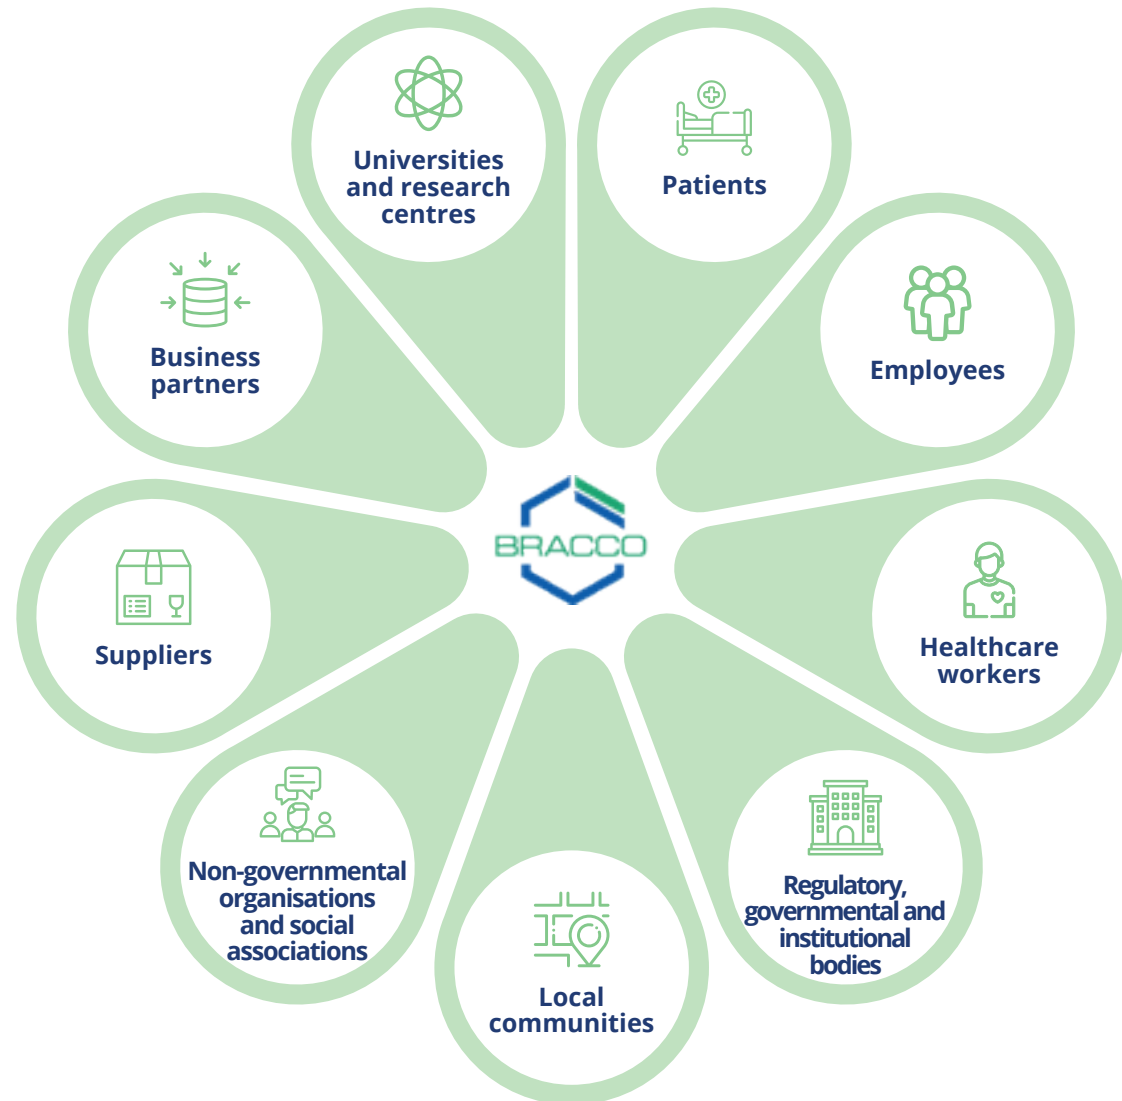 Universities
and research
centres
Patients
Business
partners
Employees
BRACCO
Suppliers
Healthcare
workers
Non-governmental
organisations
and social
associations
Regulatory,
governmental and
institutional
bodies
Local
communities